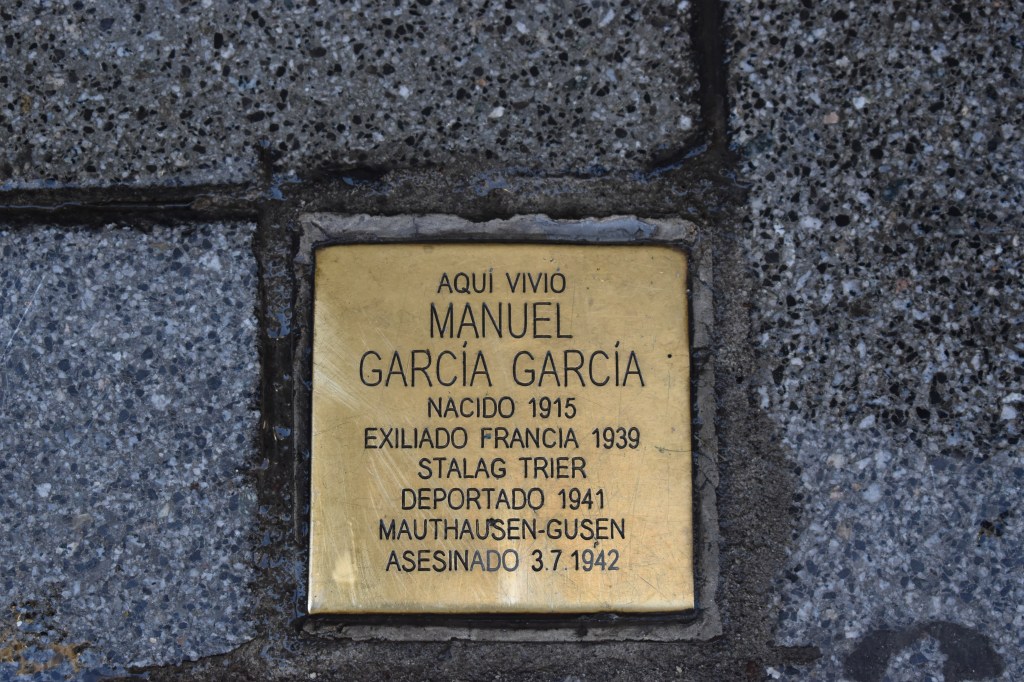 AQUÍ VIVIÓ
MANUEL
GARCÍA GARCÍA
NACIDO 1915
EXILIADO FRANCIA 1939
STALAG TRIER
DEPORTADO 1941
MAUTHAUSEN-GUSEN
ASESINADO 3.7.1942